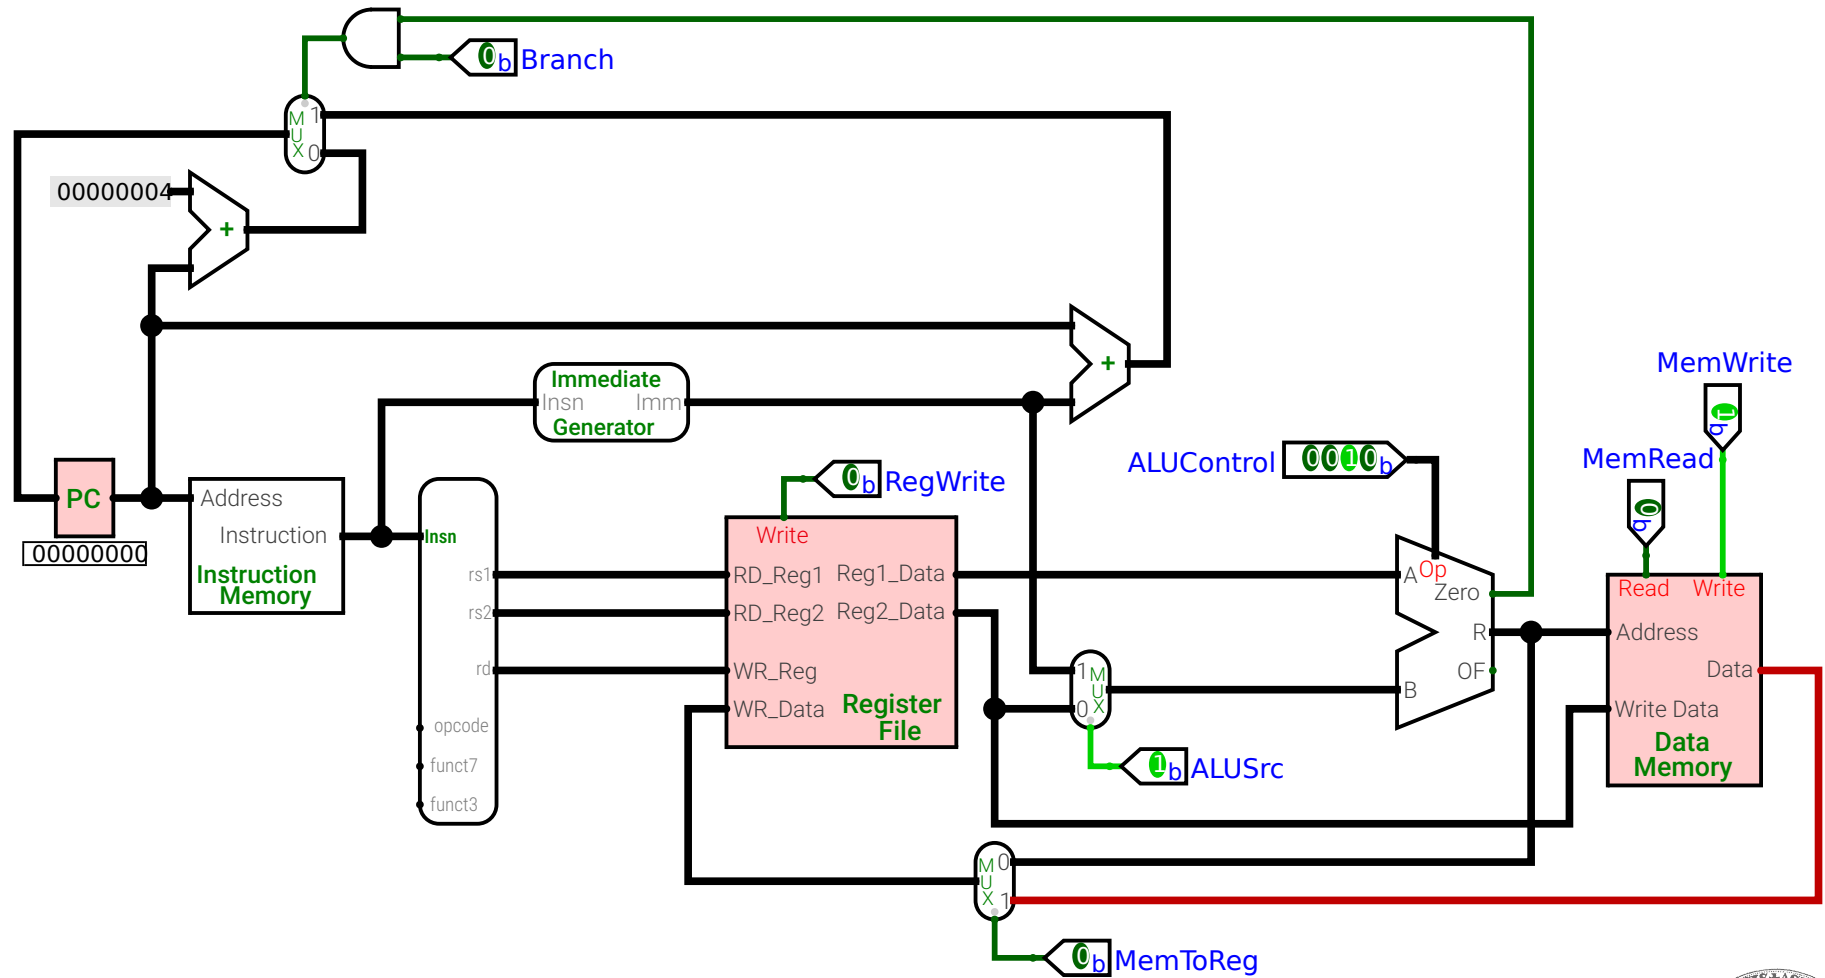 0b Branch
M
U
X
1
0
00000004
+
+
Immediate
Insn Imm
Generator
MemWrite
1b
ALUControl 0010b
MemRead
0b
PC
00000000
Address
Instruction
Instruction
Memory
Insn
rs1
rs2
rd
opcode
funct7
funct3
0b RegWrite
Write
RD_Reg1 Reg1_Data
RD_Reg2 Reg2_Data
WR_Reg
WR_Data
Register
File
1
0
M
U
X
1b ALUSrc
A Op
Zero
R
OF
B
Read Write
Address
Data
Write Data
Data
Memory
M
U
X
0
1
0b MemToReg